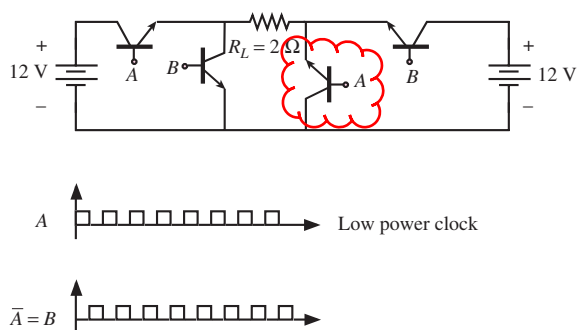 +
12 V
−
A
B
R_L = 2 Ω
A
B
+
12 V
−
A
Low power clock
A̅ = B